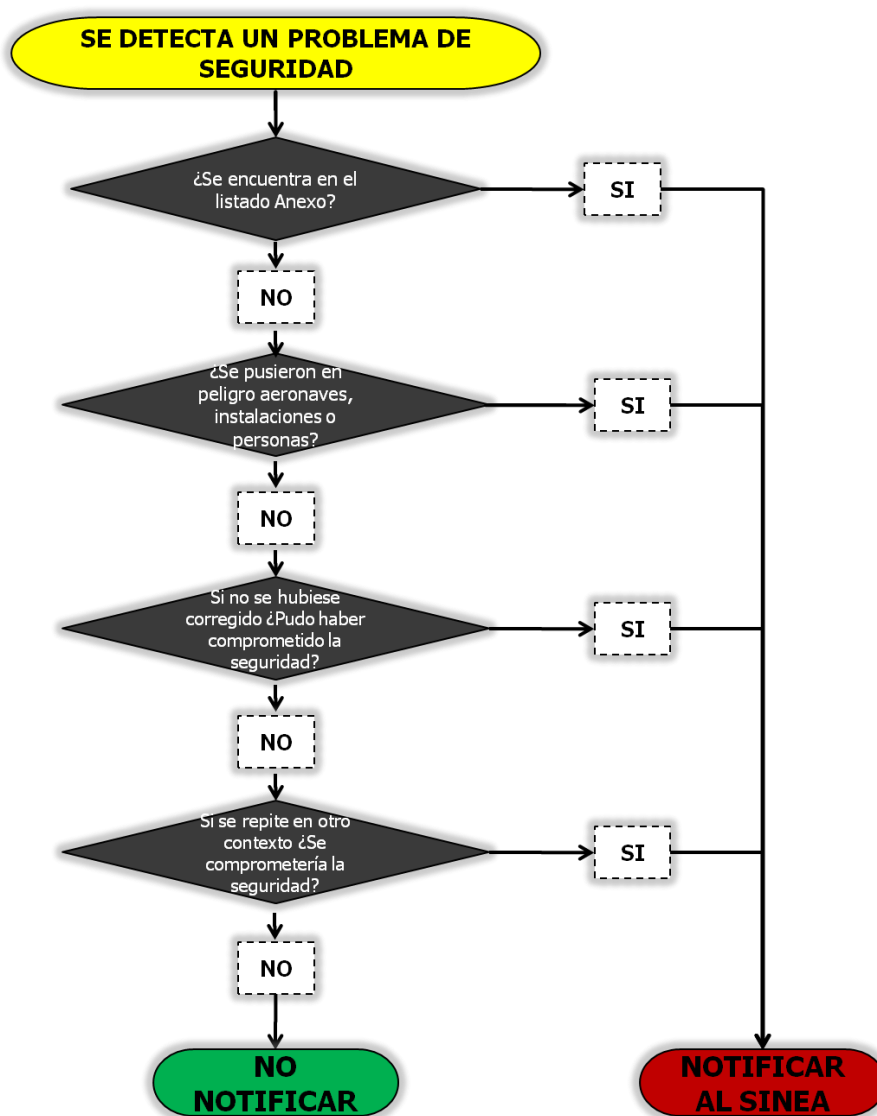 SE DETECTA UN PROBLEMA DE
SEGURIDAD
¿Se encuentra en el
listado Anexo?
SI
NO
¿Se pusieron en
peligro aeronaves,
instalaciones o
personas?
SI
NO
Si no se hubiese
corregido ¿Pudo haber
comprometido la
seguridad?
SI
NO
Si se repite en otro
contexto ¿Se
comprometería la
seguridad?
SI
NO
NO
NOTIFICAR
NOTIFICAR
AL SINEA